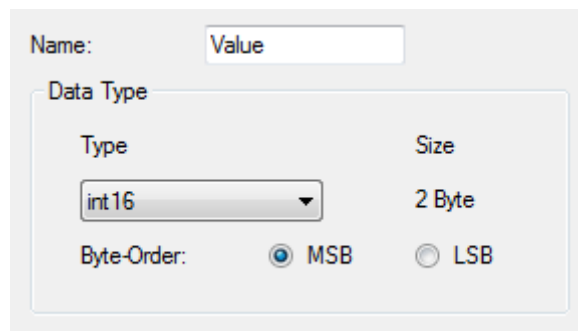 Name: Value
Data Type
Type Size
int16 2 Byte
Byte-Order: MSB LSB